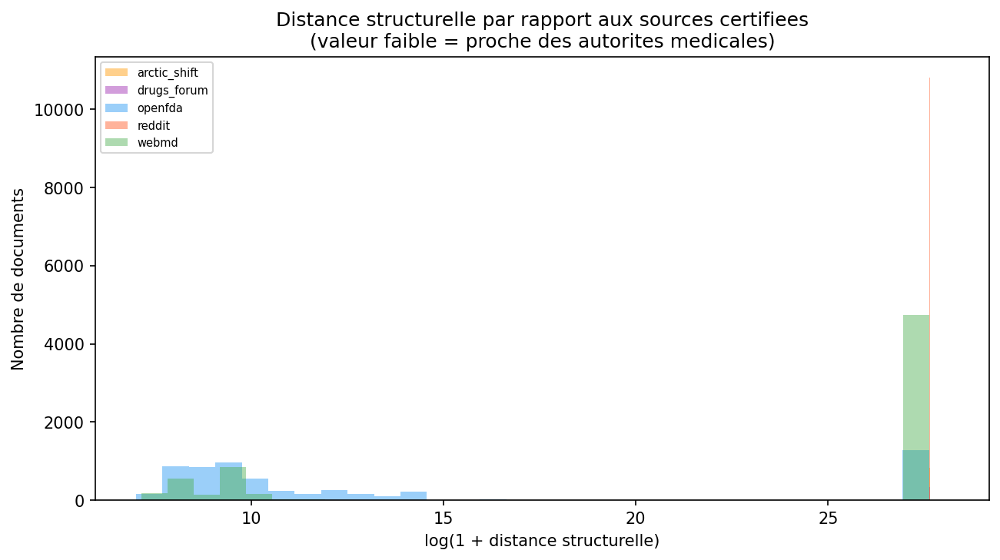 Distance structurelle par rapport aux sources certifiees
(valeur faible = proche des autorites medicales)
arctic_shift
drugs_forum
openfda
reddit
webmd
Nombre de documents
10000
8000
6000
4000
2000
0
10
15
20
25
log(1 + distance structurelle)